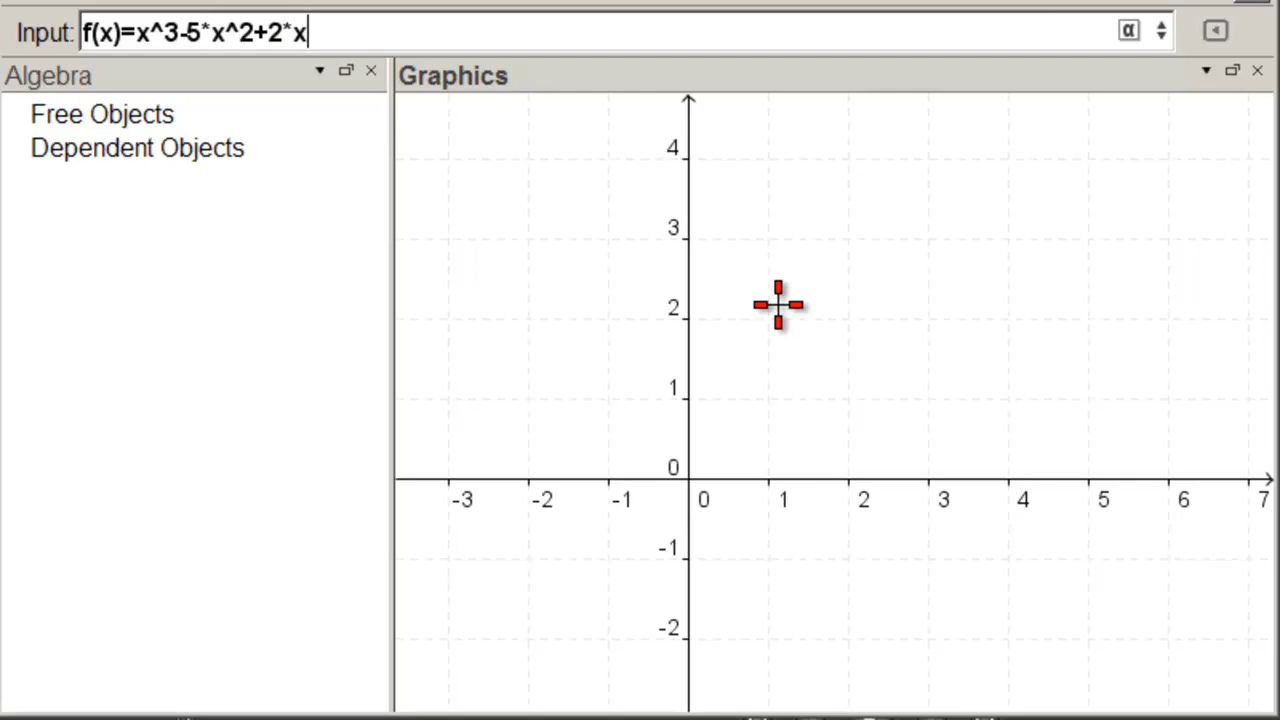 Input: f(x)=x^3-5*x^2+2*x α
Algebra
Graphics
Free Objects
Dependent Objects
4
3
2
1
0
-3 -2 -1 0 1 2 3 4 5 6 7
-1
-2